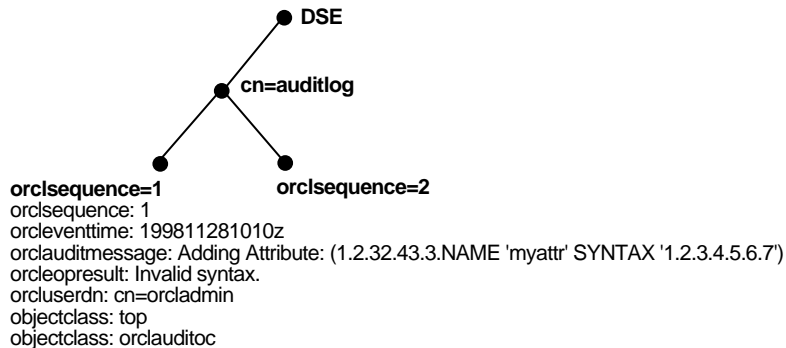 DSE
cn=auditlog
orclsequence=1
orclsequence=2
orclsequence: 1
orcleventtime: 199811281010z
orclauditmessage: Adding Attribute: (1.2.32.43.3.NAME 'myattr' SYNTAX '1.2.3.4.5.6.7')
orcleopresult: Invalid syntax.
orcluserdn: cn=orcladmin
objectclass: top
objectclass: orclauditoc